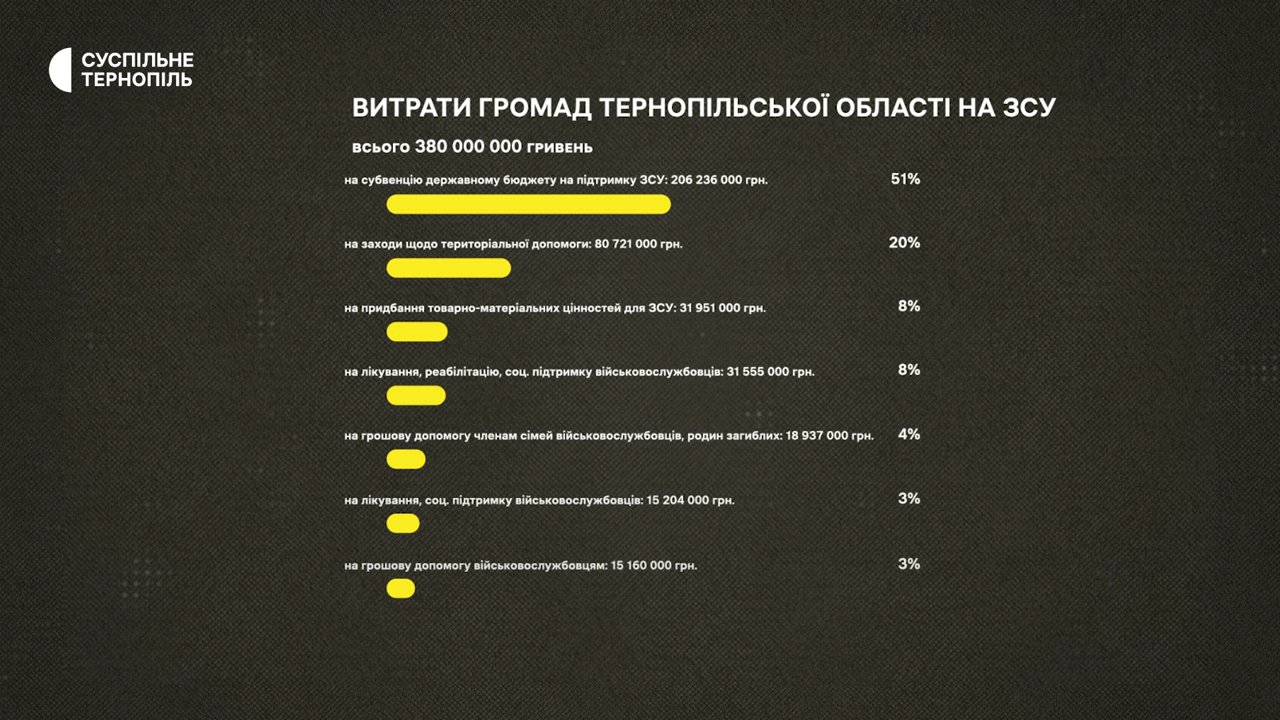 СУСПІЛЬНЕ
ТЕРНОПІЛЬ
ВИТРАТИ ГРОМАД ТЕРНОПІЛЬСЬКОЇ ОБЛАСТІ НА ЗСУ
ВСЬОГО 380 000 000 ГРИВЕНЬ
на субвенцію державному бюджету на підтримку ЗСУ: 206 236 000 грн. 51%
на заходи щодо територіальної допомоги: 80 721 000 грн. 20%
на придбання товарно-матеріальних цінностей для ЗСУ: 31 951 000 грн. 8%
на лікування, реабілітацію, соц. підтримку військовослужбовців: 31 555 000 грн. 8%
на грошову допомогу членам сімей військовослужбовців, родин загиблих: 18 937 000 грн. 4%
на лікування, соц. підтримку військовослужбовців: 15 204 000 грн. 3%
на грошову допомогу військовослужбовцям: 15 160 000 грн. 3%